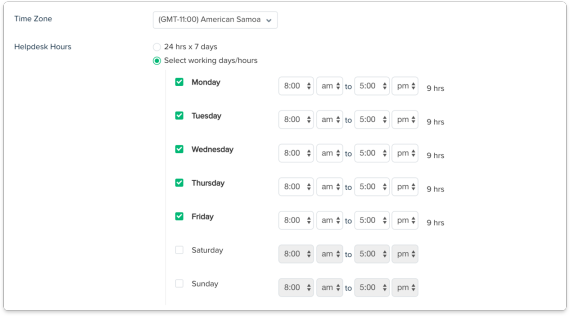 Time Zone (GMT-11:00) American Samoa
Helpdesk Hours 24 hrs x 7 days
Select working days/hours
Monday 8:00 am to 5:00 pm 9 hrs
Tuesday 8:00 am to 5:00 pm 9 hrs
Wednesday 8:00 am to 5:00 pm 9 hrs
Thursday 8:00 am to 5:00 pm 9 hrs
Friday 8:00 am to 5:00 pm 9 hrs
Saturday 8:00 am to 5:00 pm
Sunday 8:00 am to 5:00 pm